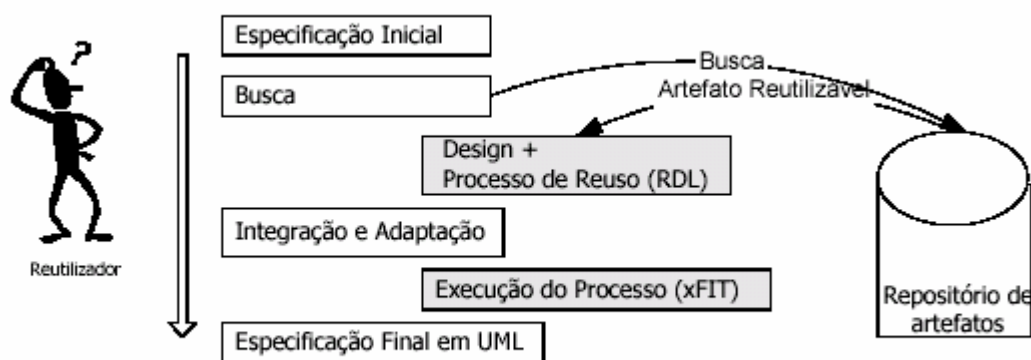 ?
Especificação Inicial
Busca
Busca
Artefato Reutilizável
Design +
Processo de Reuso (RDL)
Integração e Adaptação
Reutilizador
Execução do Processo (xFIT)
Repositório de
artefatos
Especificação Final em UML